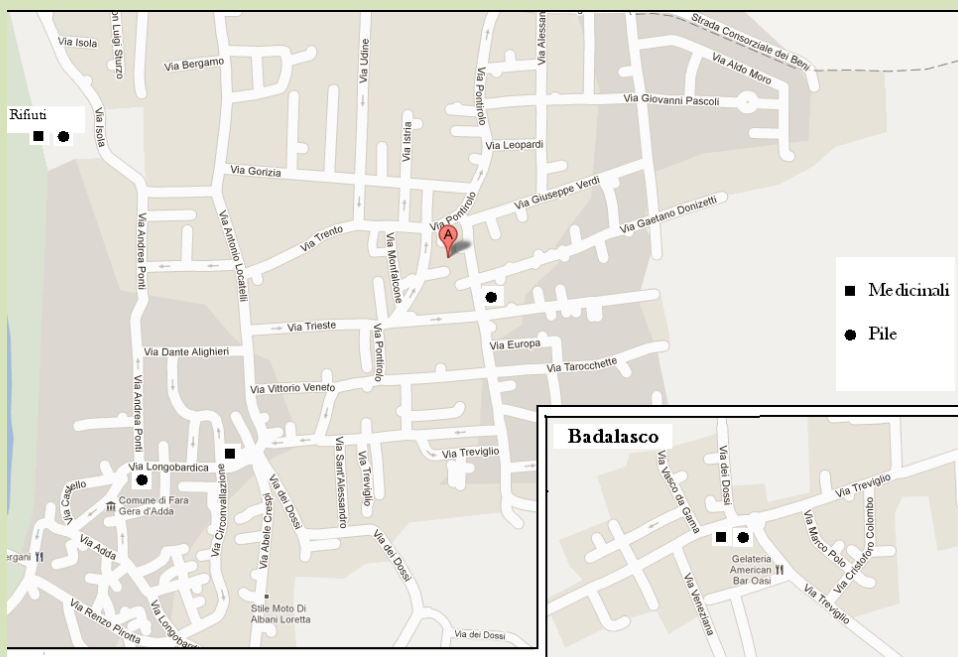 Via Isola
on Luigi Sturzo
Via Bergamo
Via Udine
Via Pontirolo
Via Alessan
Strada Consorziale dei Beni
Via Aldo Moro
Via Giovanni Pascoli
Rifiuti
Via Isola
Via Istria
Via Leopardi
Via Gorizia
Via Giuseppe Verdi
Via Pontirolo
Via Gaetano Donizetti
Via Andrea Ponti
Via Antonio Locatelli
Via Trento
A
Via Monfalcone
Medicinali
Pile
Via Trieste
Via Pontirolo
Via Europa
Via Dante Alighieri
Via Tarocchette
Via Vittorio Veneto
Via Andrea Ponti
Via Treviglio
Via Sant'Alessandro
Via Treviglio
Via Longobardica
Via Castello
Comune di Fara
Gera d'Adda
Via Circonvallazione
Via dei Dossi
Via Abele Crespi
Via Adda
ergani
Via dei Dossi
Stile Moto Di
Albani Loretta
Via Renzo Pirotta
Via Longobar
Via dei Dossi
Badalasco
Via Vasco da Gama
Via dei Dossi
Via Treviglio
Via Marco Polo
Via Cristoforo Colombo
Gelateria
American
Bar Oasi
Via Veneziana
Via Treviglio